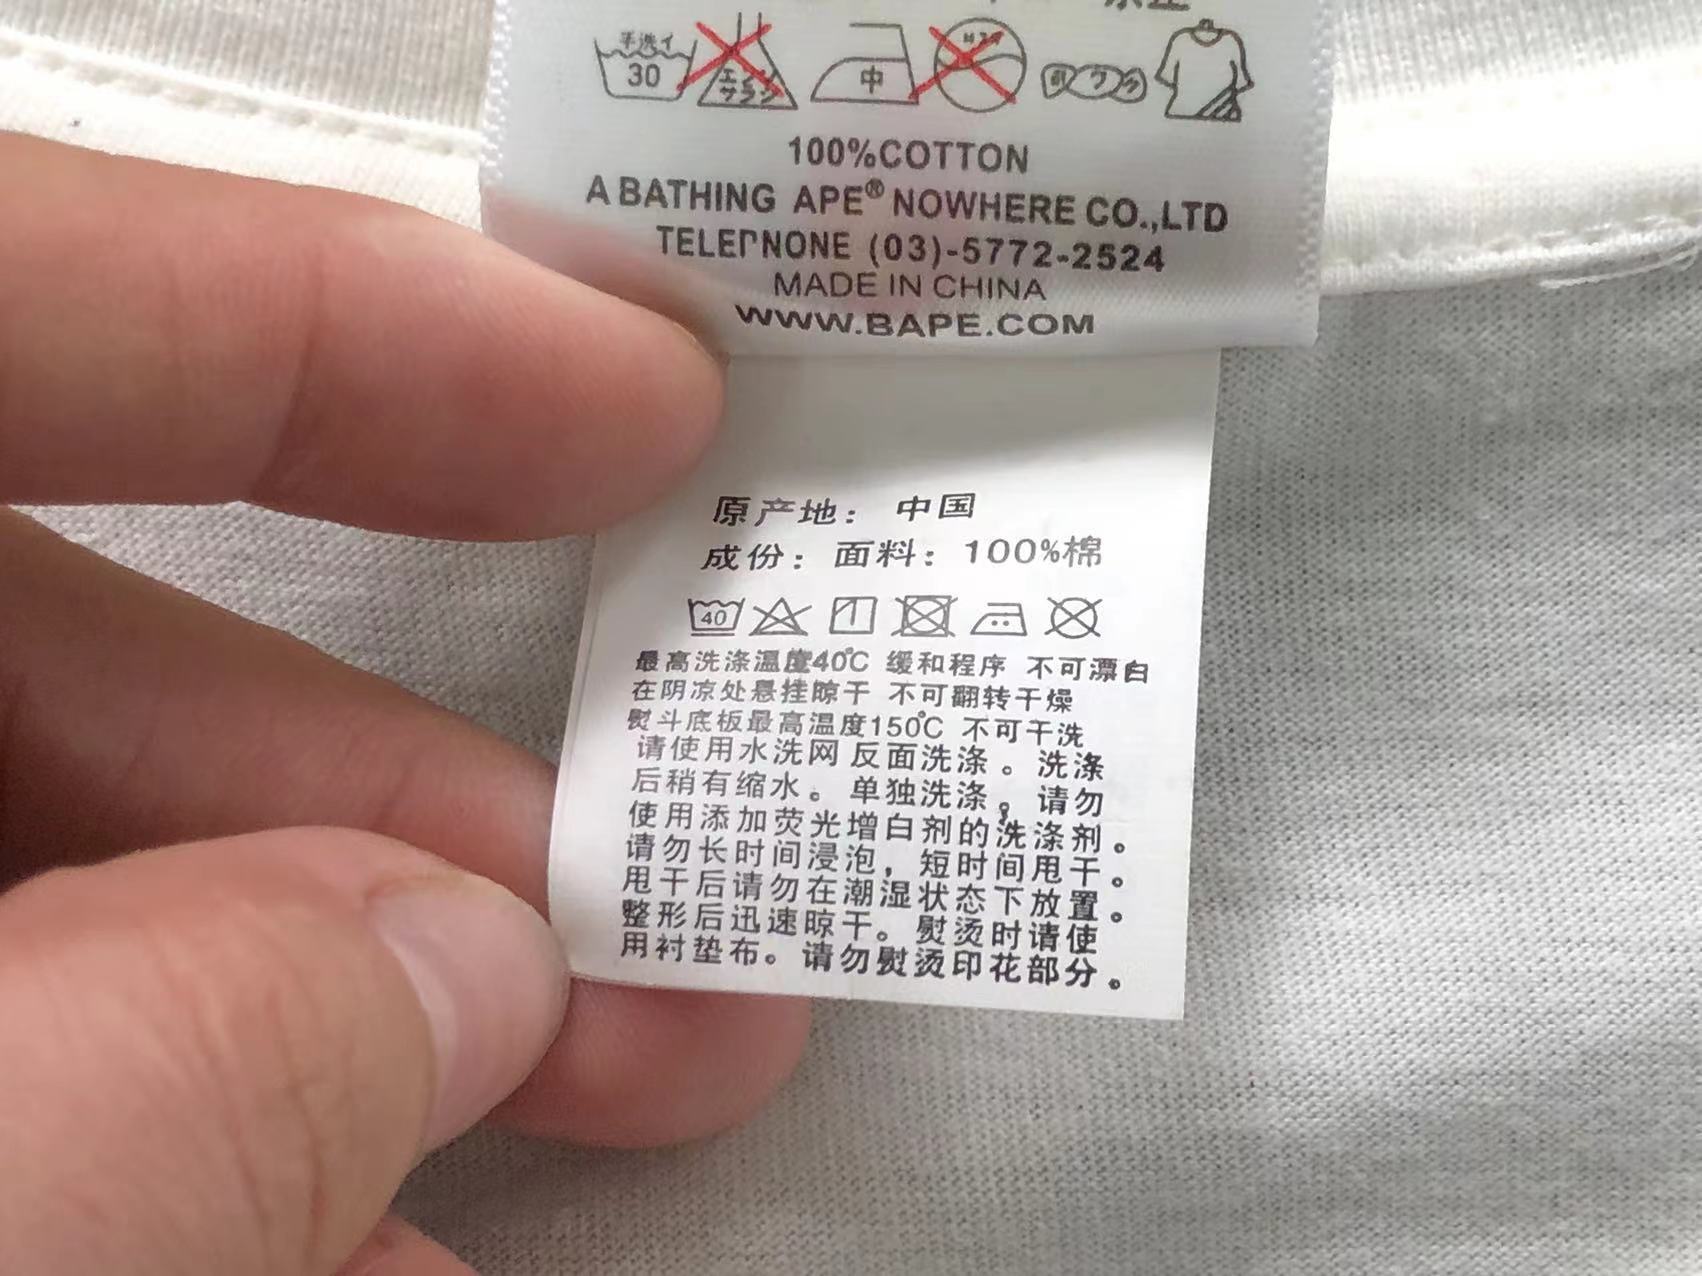 手洗イ
30
エンソ
サラシ
中
100%COTTON
A BATHING APE® NOWHERE CO.,LTD
TELEPNONE (03)-5772-2524
MADE IN CHINA
WWW.BAPE.COM
原产地：中国
成份：面料：100%棉
40
最高洗涤温度40℃ 缓和程序 不可漂白
在阴凉处悬挂晾干 不可翻转干燥
熨斗底板最高温度150℃ 不可干洗
请使用水洗网反面洗涤。洗涤
后稍有缩水。单独洗涤。请勿
使用添加荧光增白剂的洗涤剂。
请勿长时间浸泡，短时间甩干。
甩干后请勿在潮湿状态下放置。
整形后迅速晾干。熨烫时请使
用衬垫布。请勿熨烫印花部分。